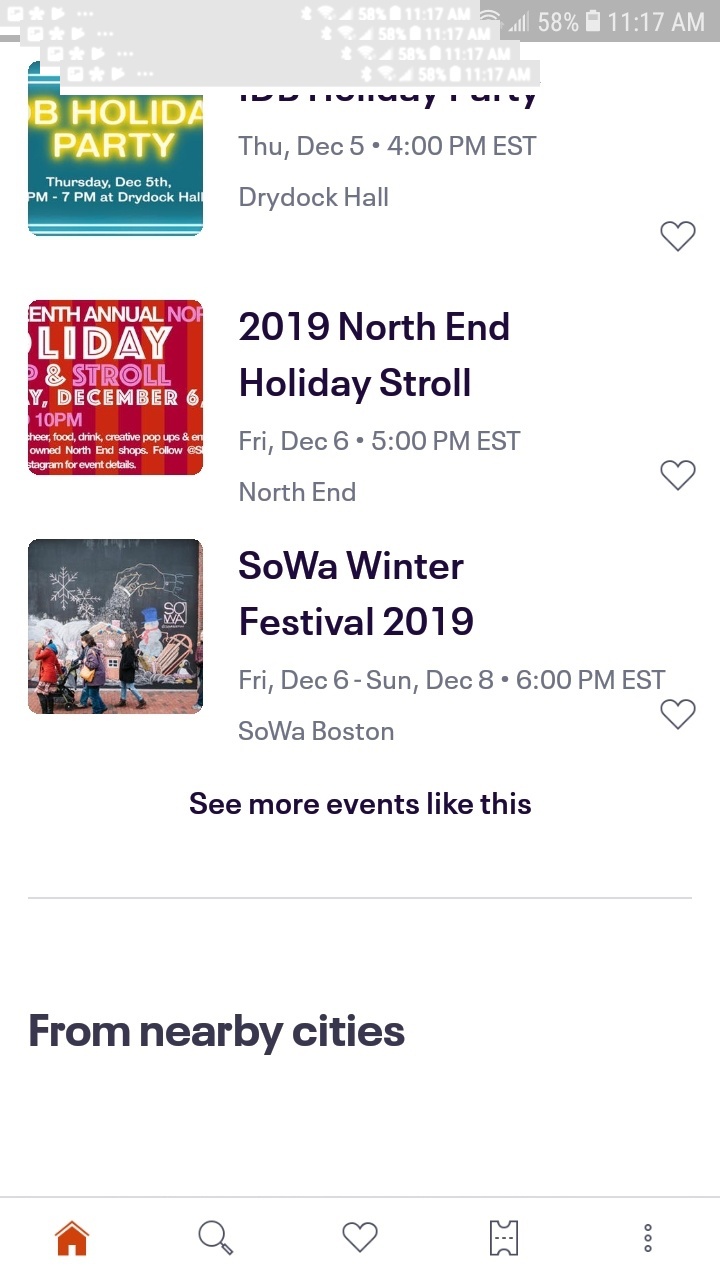 58% 11:17 AM
58% 11:17 AM
58% 11:17 AM
58% 11:17 AM
58% 11:17 AM
IDB Holiday Party
DB HOLIDA
PARTY
Thursday, Dec 5th,
PM - 7 PM at Drydock Hall
Thu, Dec 5 • 4:00 PM EST
Drydock Hall
ENTH ANNUAL NOR
LIDAY
P & STROLL
Y, DECEMBER 6,
10PM
cheer, food, drink, creative pop ups & en
owned North End shops. Follow @S
stagram for event details.
2019 North End
Holiday Stroll
Fri, Dec 6 • 5:00 PM EST
North End
SO
WA
SoWa Winter
Festival 2019
Fri, Dec 6 - Sun, Dec 8 • 6:00 PM EST
SoWa Boston
See more events like this
From nearby cities